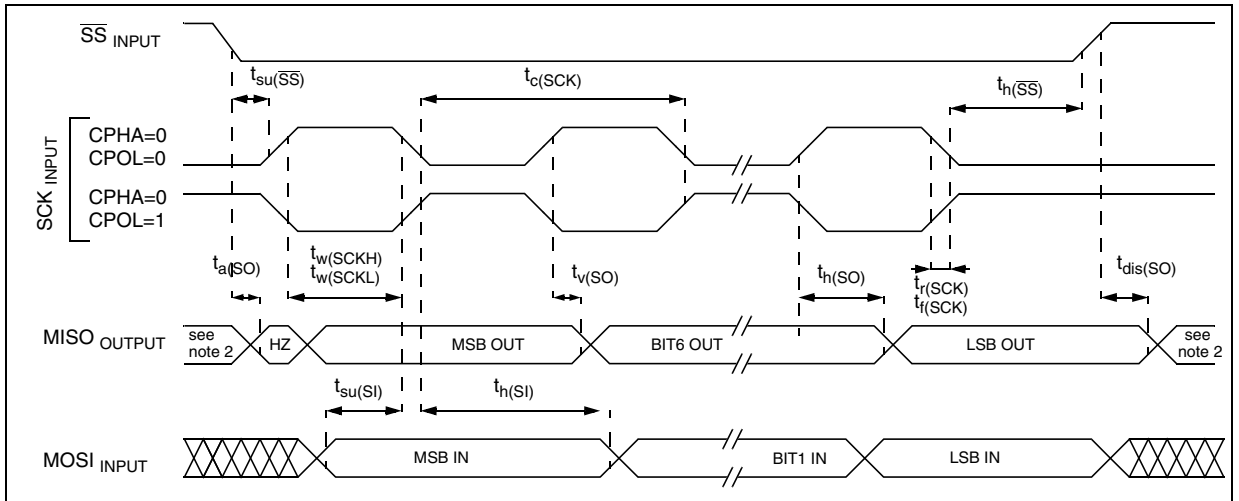 SS INPUT
tsu(SS)
tc(SCK)
th(SS)
SCK INPUT
CPHA=0
CPOL=0
CPHA=0
CPOL=1
ta(SO)
tw(SCKH)
tw(SCKL)
tv(SO)
th(SO)
tr(SCK)
tf(SCK)
tdis(SO)
MISO OUTPUT
see
note 2
HZ
MSB OUT
BIT6 OUT
LSB OUT
see
note 2
tsu(SI)
th(SI)
MOSI INPUT
MSB IN
BIT1 IN
LSB IN